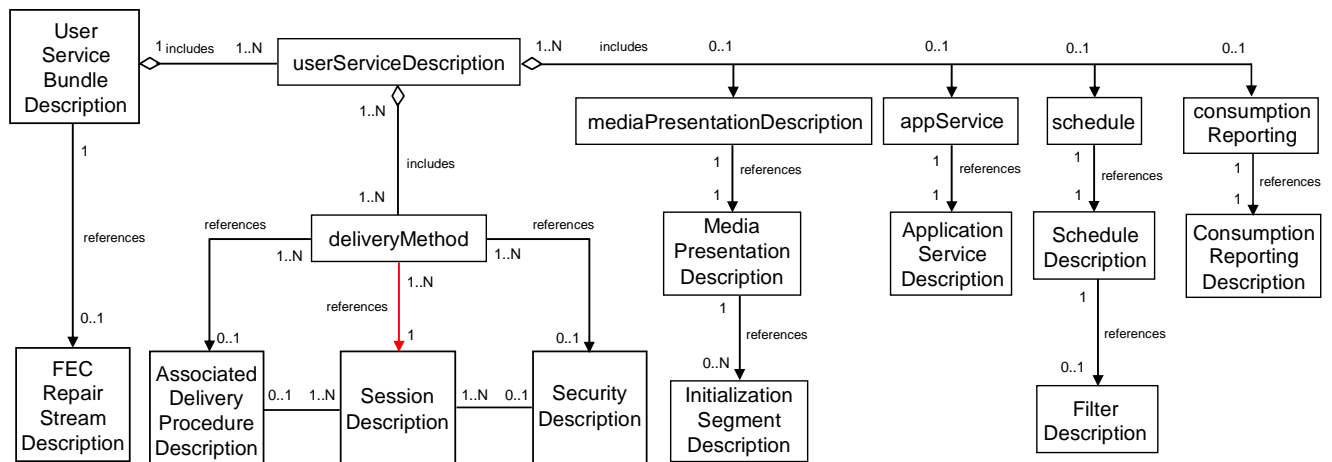 User
Service
Bundle
Description
1 includes
1..N
userServiceDescription
1..N
includes
0..1
0..1
0..1
0..1
1..N
includes
1..N
mediaPresentationDescription
appService
schedule
consumption
Reporting
1
references
1
1
references
1
1
references
1
1
references
1
1
references
0..1
references
deliveryMethod
references
1..N
1..N
1..N
references
0..1
1
0..1
Media
Presentation
Description
Application
Service
Description
Schedule
Description
Consumption
Reporting
Description
1
references
0..N
1
references
0..1
FEC
Repair
Stream
Description
Associated
Delivery
Procedure
Description
0..1
1..N
Session
Description
1..N
0..1
Security
Description
Initialization
Segment
Description
Filter
Description